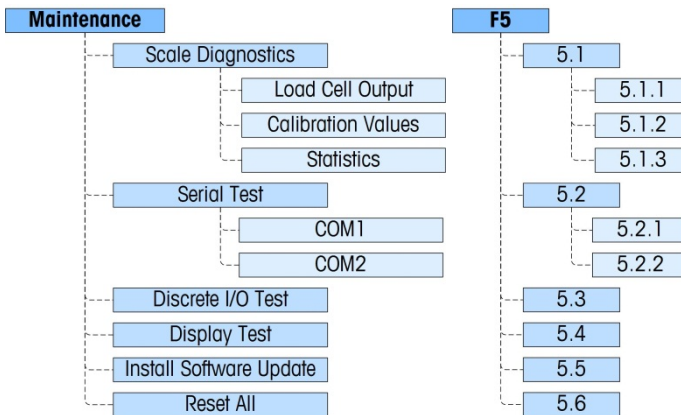 Maintenance F5
Scale Diagnostics 5.1
Load Cell Output 5.1.1
Calibration Values 5.1.2
Statistics 5.1.3
Serial Test 5.2
COM1 5.2.1
COM2 5.2.2
Discrete I/O Test 5.3
Display Test 5.4
Install Software Update 5.5
Reset All 5.6